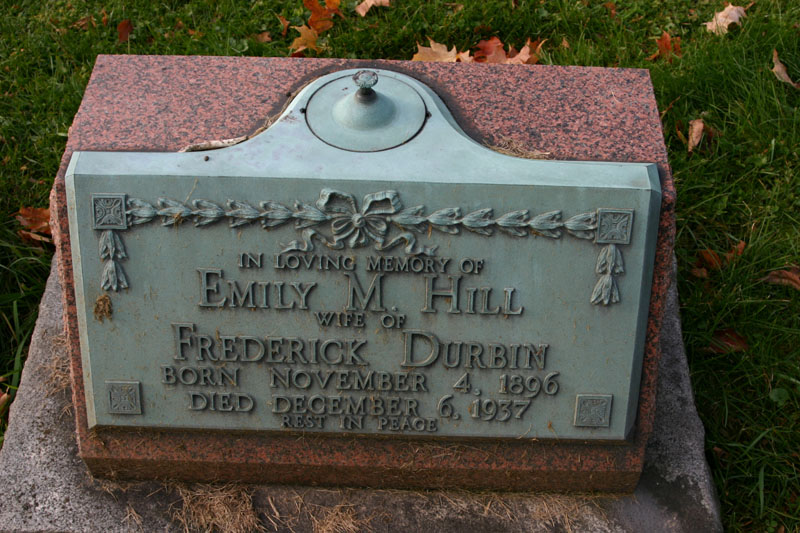 IN LOVING MEMORY OF
EMILY M. HILL
WIFE OF
FREDERICK DURBIN
BORN NOVEMBER 4, 1896
DIED DECEMBER 6, 1937
REST IN PEACE